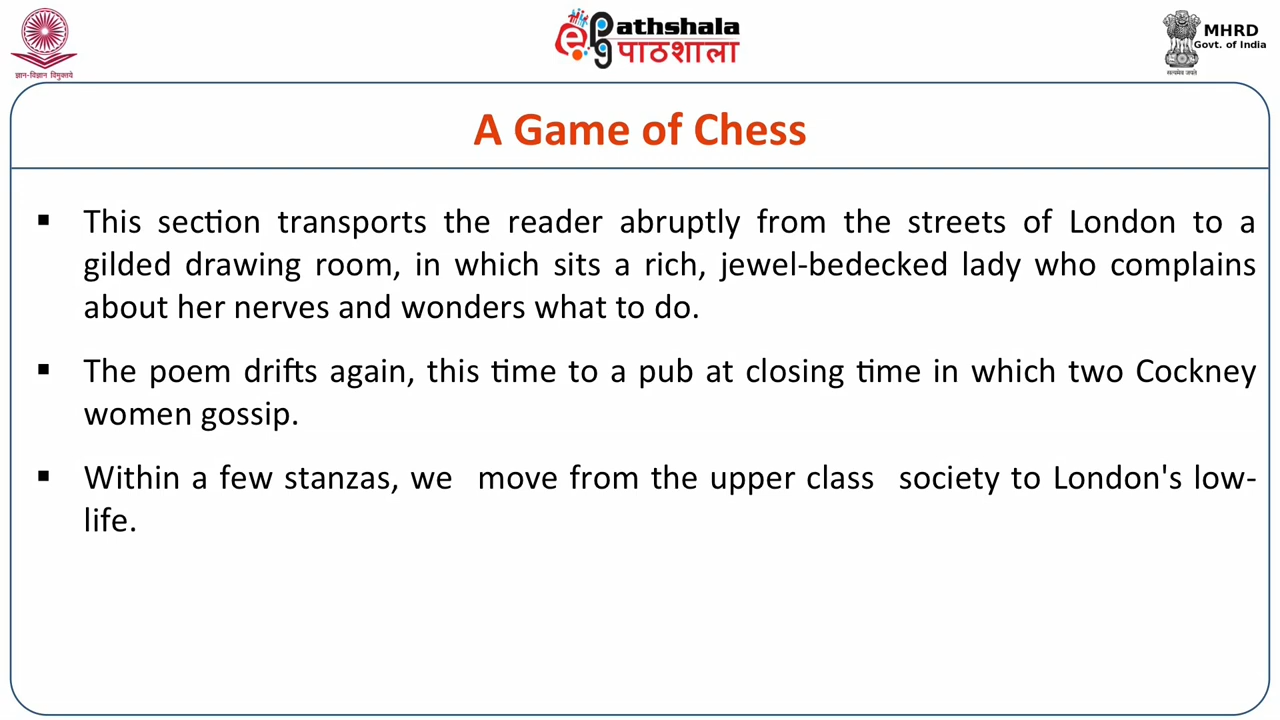 ज्ञान-विज्ञान विमुक्तये
ePathshala
पाठशाला
MHRD
Govt. of India
सत्यमेव जयते
A Game of Chess
▪ This section transports the reader abruptly from the streets of London to a
gilded drawing room, in which sits a rich, jewel-bedecked lady who complains
about her nerves and wonders what to do.
▪ The poem drifts again, this time to a pub at closing time in which two Cockney
women gossip.
▪ Within a few stanzas, we move from the upper class society to London's low-
life.